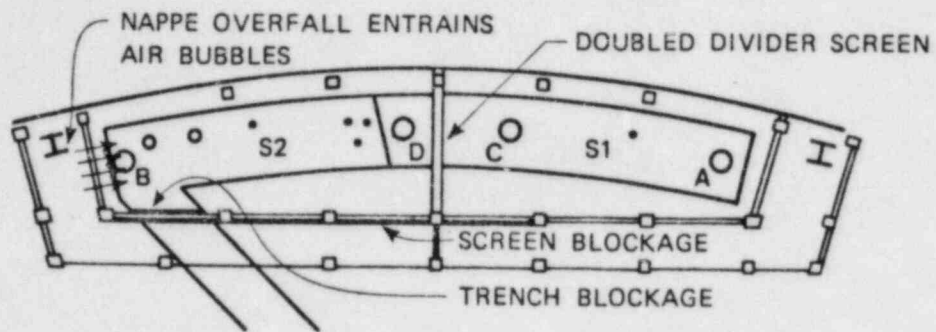 NAPPE OVERFALL ENTRAINS
AIR BUBBLES
DOUBLED DIVIDER SCREEN
S2
D
C
S1
B
A
SCREEN BLOCKAGE
TRENCH BLOCKAGE